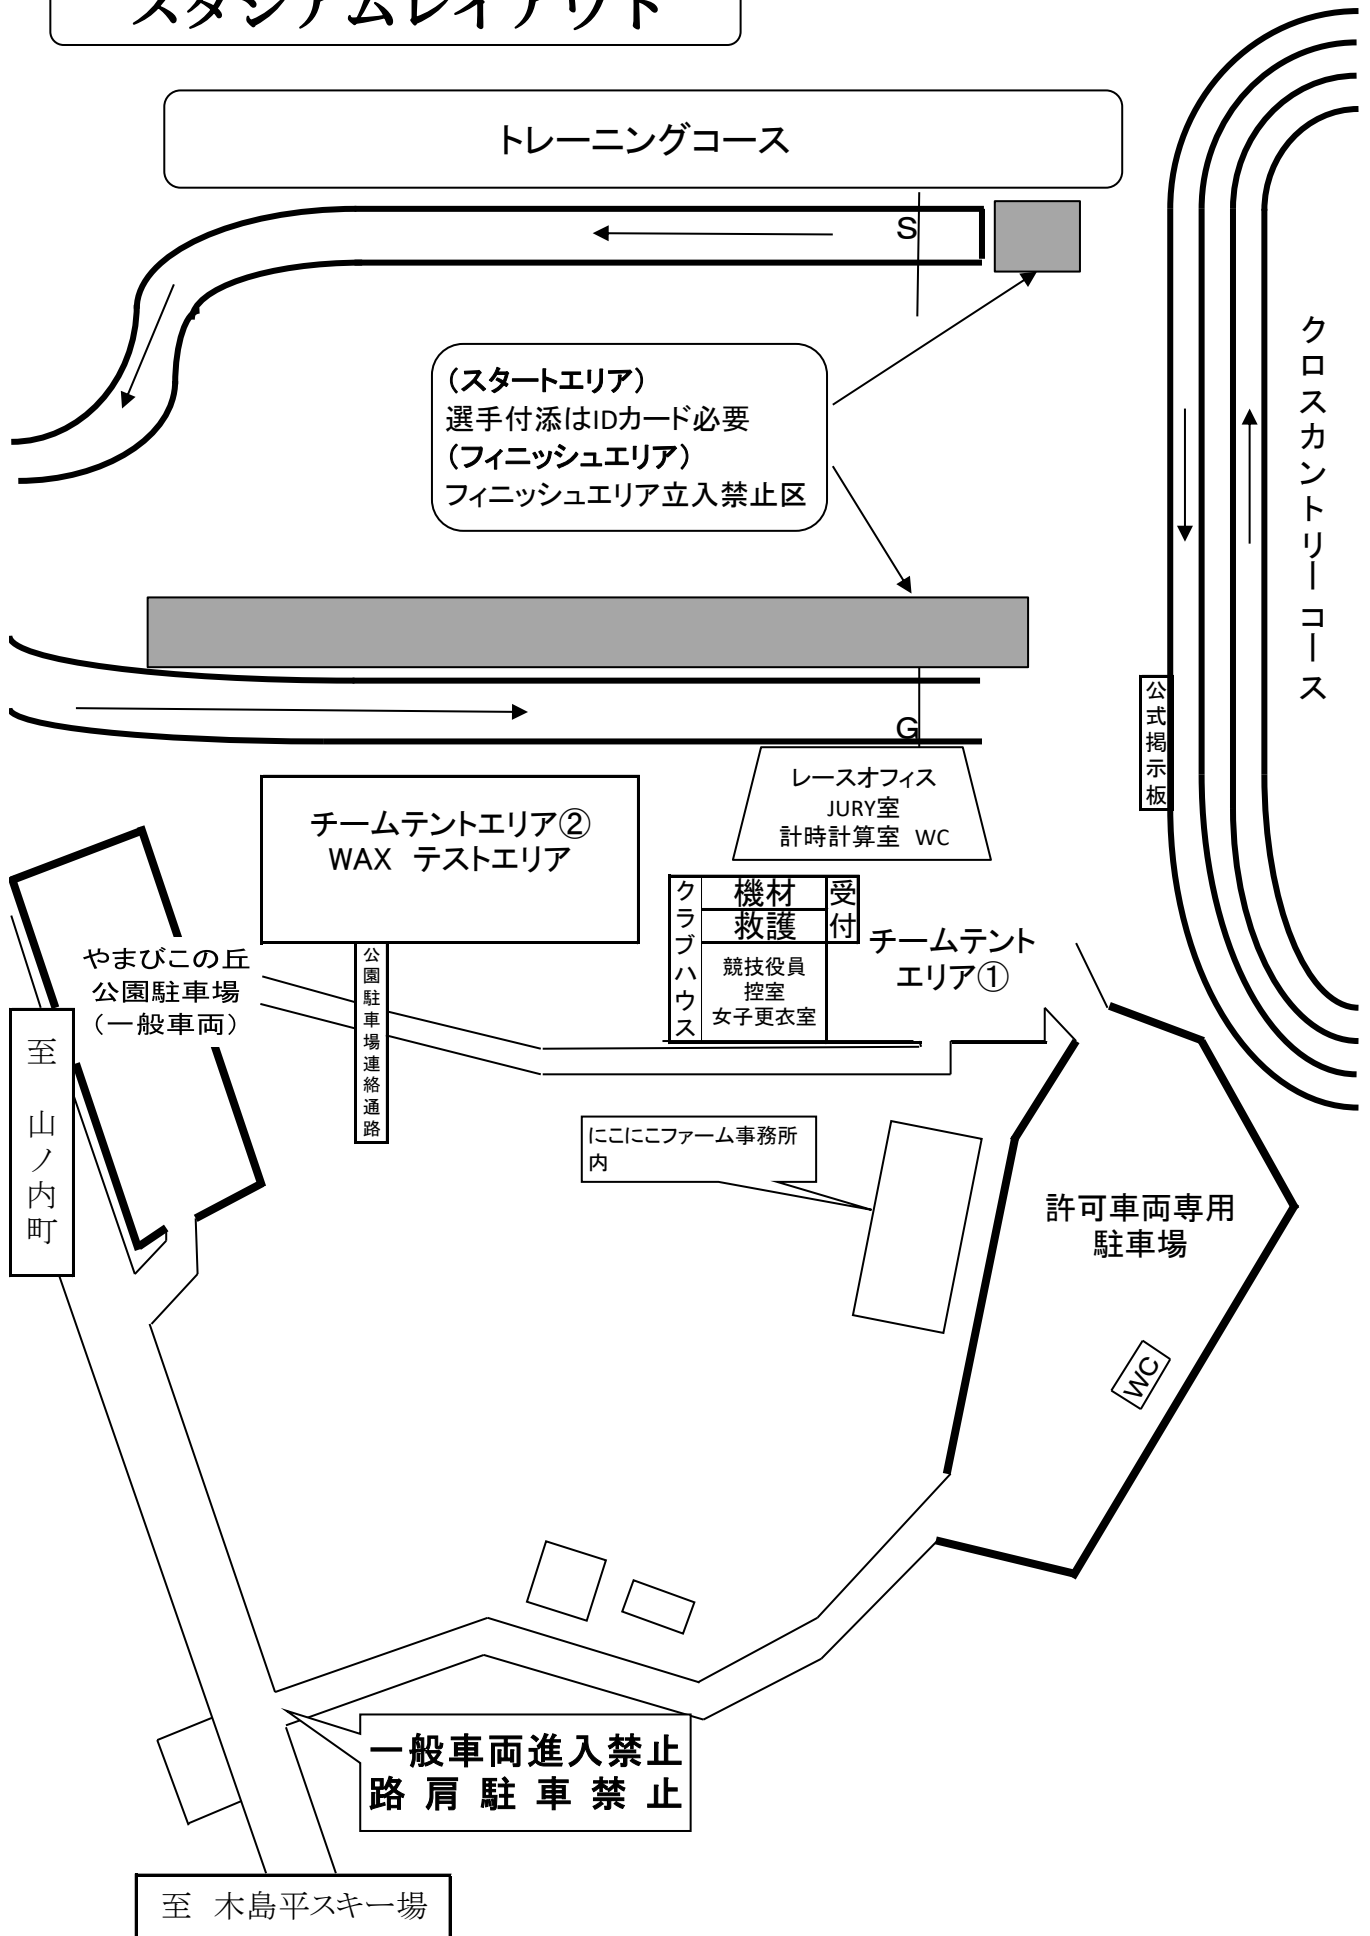 スタジアムレイアウト
トレーニングコース
S
クロスカントリーコース
（スタートエリア）
選手付添はIDカード必要
（フィニッシュエリア）
フィニッシュエリア立入禁止区
公式掲示板
G
レースオフィス
JURY室
計時計算室 WC
チームテントエリア②
WAX テストエリア
クラブハウス
機材
救護
受付
競技役員
控室
女子更衣室
チームテント
エリア①
やまびこの丘
公園駐車場
（一般車両）
公園駐車場連絡通路
至 山ノ内町
にこにこファーム事務所
内
許可車両専用
駐車場
WC
一般車両進入禁止
路肩駐車禁止
至 木島平スキー場